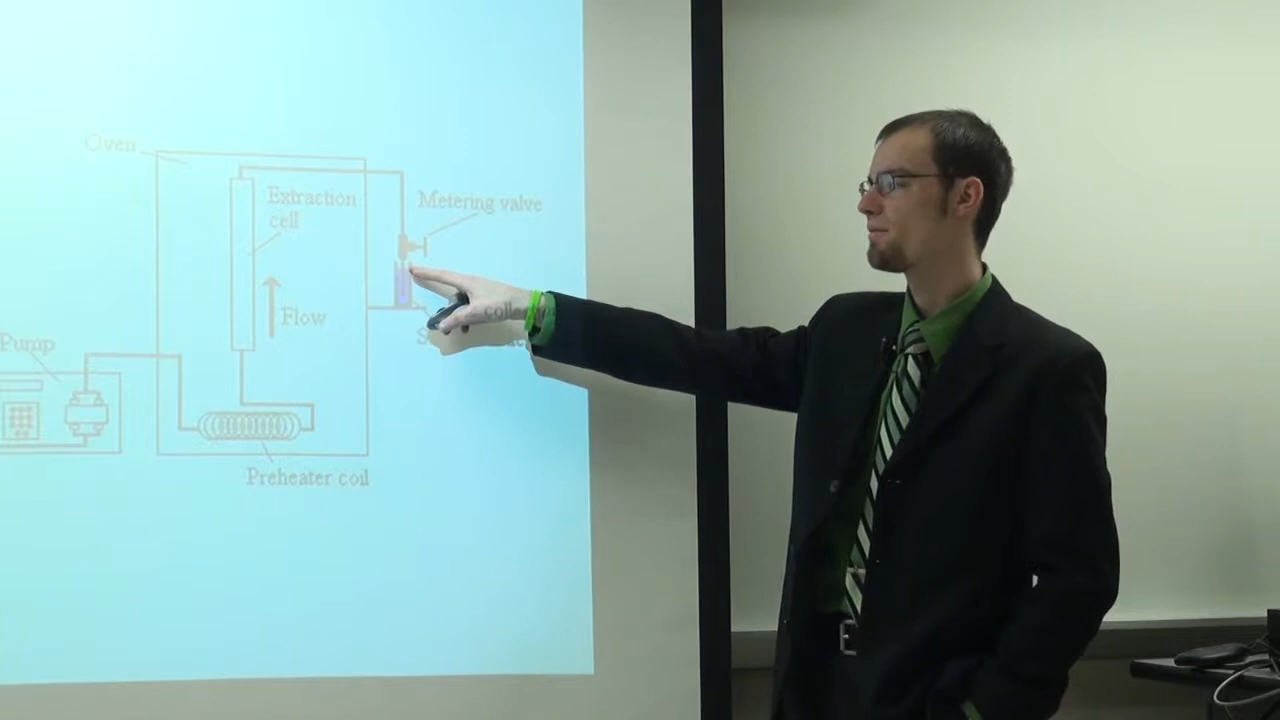 Oven
Extraction
cell
Metering valve
Flow
Pump
Preheater coil